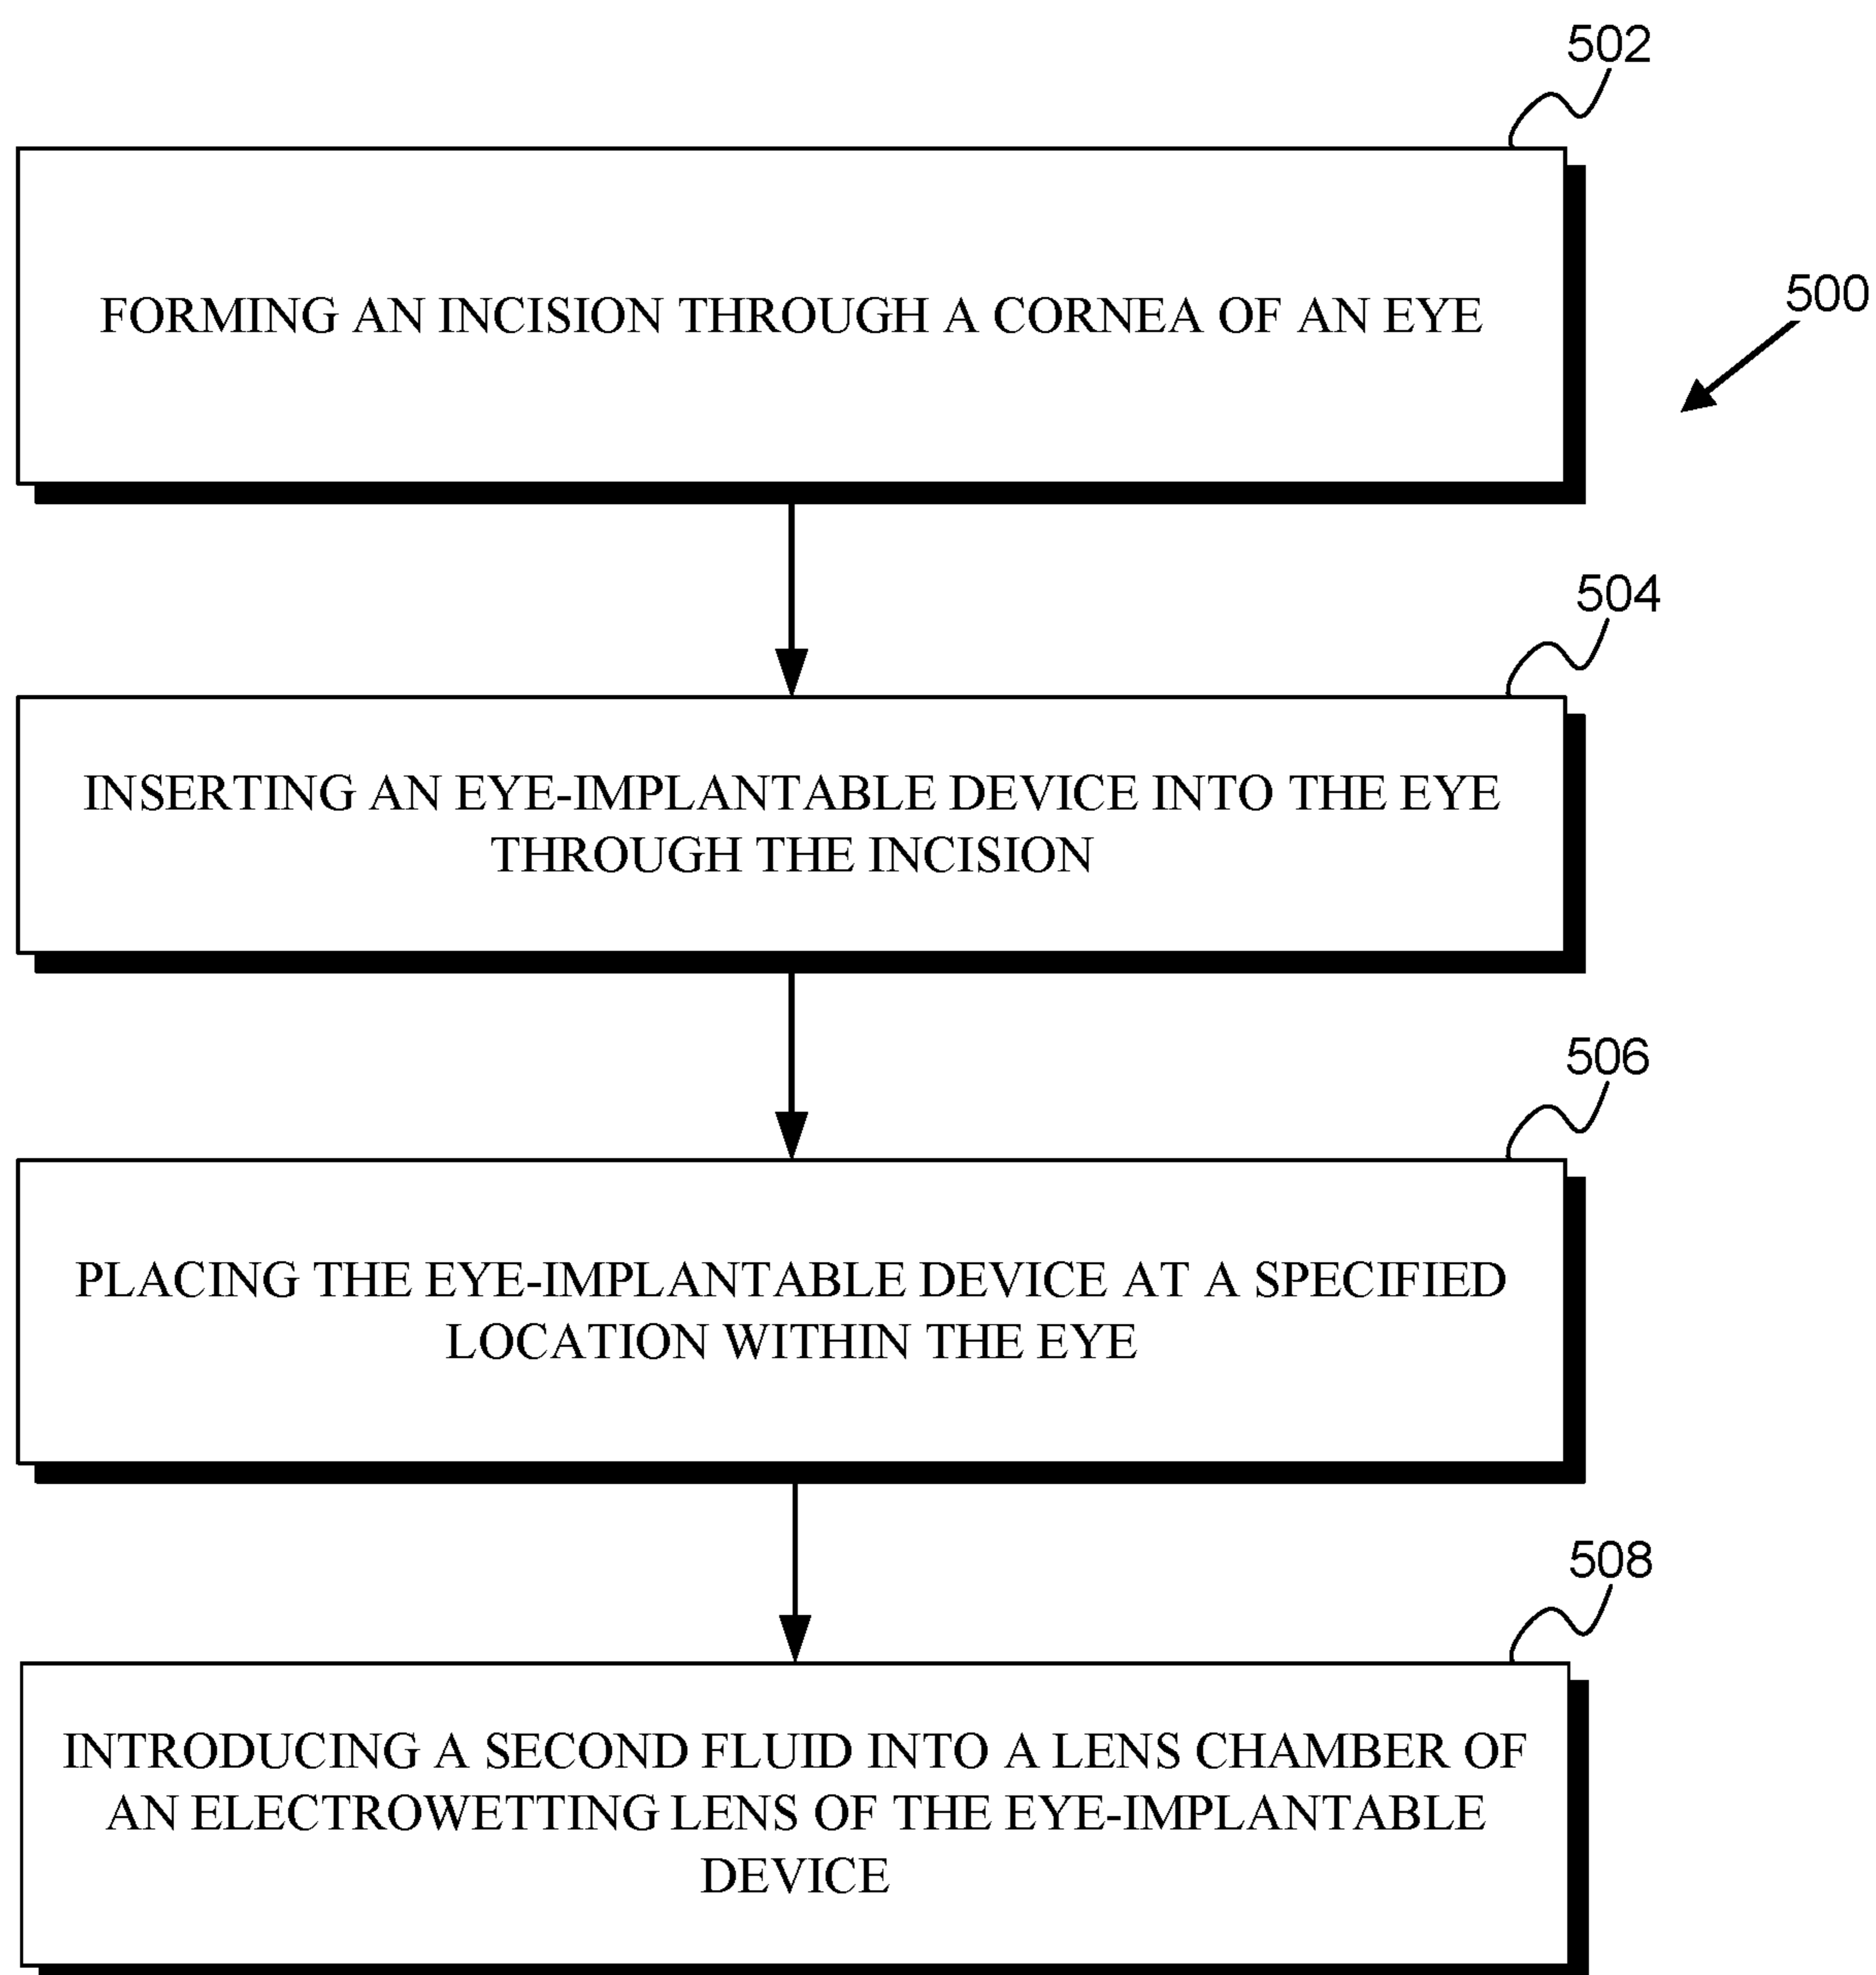 502
FORMING AN INCISION THROUGH A CORNEA OF AN EYE
500
504
INSERTING AN EYE-IMPLANTABLE DEVICE INTO THE EYE
THROUGH THE INCISION
506
PLACING THE EYE-IMPLANTABLE DEVICE AT A SPECIFIED
LOCATION WITHIN THE EYE
508
INTRODUCING A SECOND FLUID INTO A LENS CHAMBER OF
AN ELECTROWETTING LENS OF THE EYE-IMPLANTABLE
DEVICE